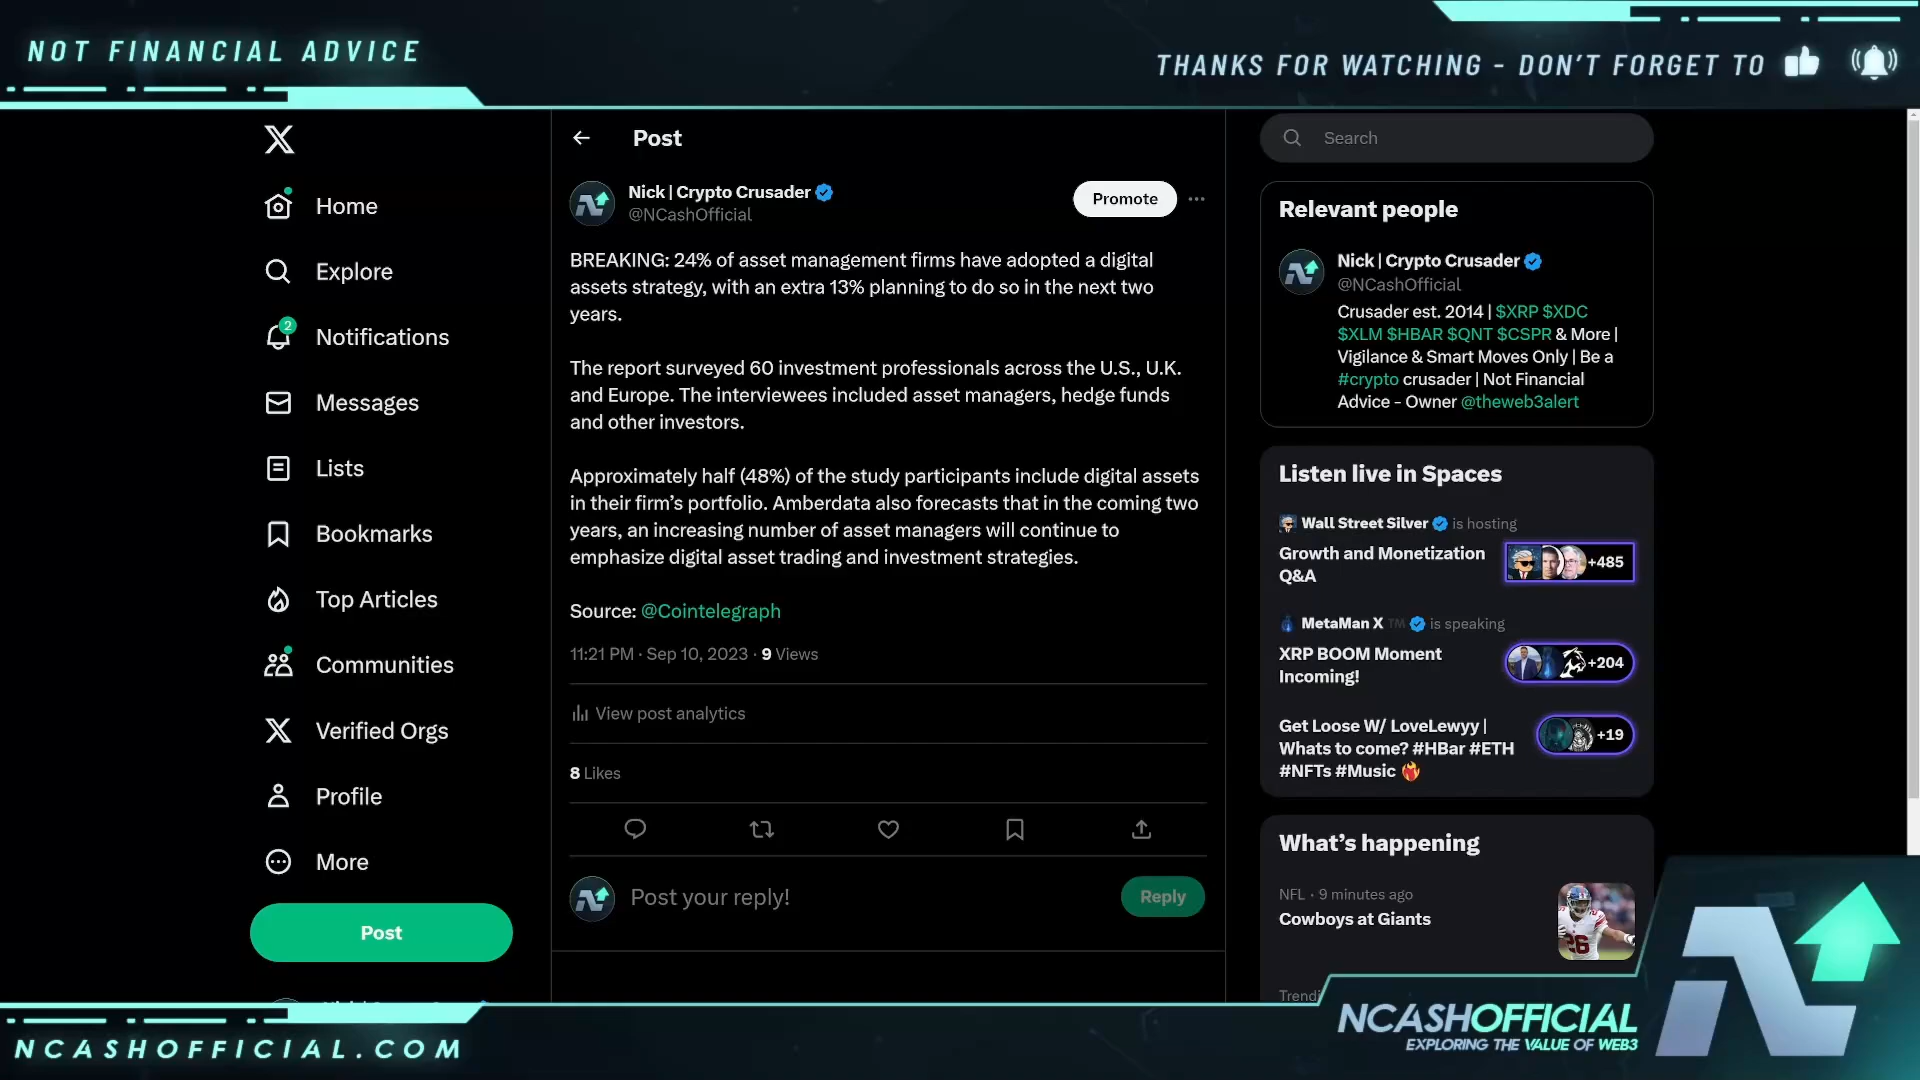 NOT FINANCIAL ADVICE
THANKS FOR WATCHING - DON'T FORGET TO
Home
Explore
2
Notifications
Messages
Lists
Bookmarks
Top Articles
Communities
Verified Orgs
Profile
More
Post
Post
Nick | Crypto Crusader
@NCashOfficial
Promote
BREAKING: 24% of asset management firms have adopted a digital
assets strategy, with an extra 13% planning to do so in the next two
years.
The report surveyed 60 investment professionals across the U.S., U.K.
and Europe. The interviewees included asset managers, hedge funds
and other investors.
Approximately half (48%) of the study participants include digital assets
in their firm's portfolio. Amberdata also forecasts that in the coming two
years, an increasing number of asset managers will continue to
emphasize digital asset trading and investment strategies.
Source: @Cointelegraph
11:21 PM · Sep 10, 2023 · 9 Views
View post analytics
8 Likes
Post your reply!
Reply
Search
Relevant people
Nick | Crypto Crusader
@NCashOfficial
Crusader est. 2014 | $XRP $XDC
$XLM $HBAR $QNT $CSPR & More |
Vigilance & Smart Moves Only | Be a
#crypto crusader | Not Financial
Advice - Owner @theweb3alert
Listen live in Spaces
Wall Street Silver is hosting
Growth and Monetization
Q&A
+485
MetaMan X ™ is speaking
XRP BOOM Moment
Incoming!
+204
Get Loose W/ LoveLewyy |
Whats to come? #HBar #ETH
#NFTs #Music
+19
What's happening
NFL · 9 minutes ago
Cowboys at Giants
26
NCASHOFFICIAL.COM
NCASHOFFICIAL
EXPLORING THE VALUE OF WEB3